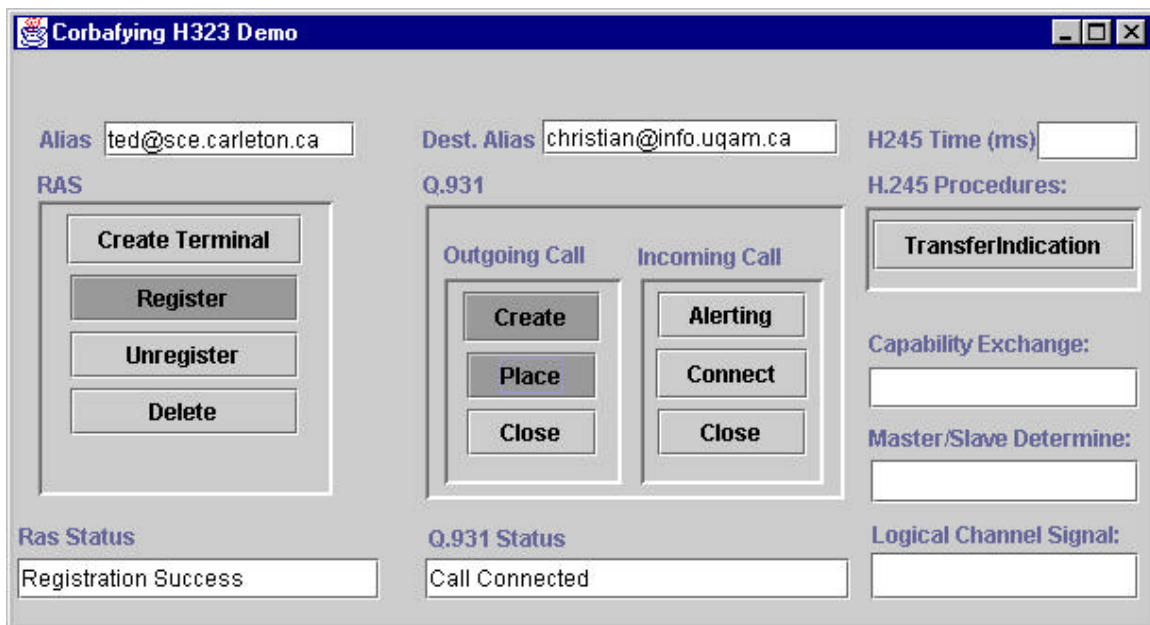 Corbafying H323 Demo
Alias ted@sce.carleton.ca
Dest. Alias christian@info.uqam.ca
H245 Time (ms)
RAS
Create Terminal
Register
Unregister
Delete
Q.931
Outgoing Call
Create
Place
Close
Incoming Call
Alerting
Connect
Close
H.245 Procedures:
TransferIndication
Capability Exchange:
Master/Slave Determine:
Logical Channel Signal:
Ras Status
Registration Success
Q.931 Status
Call Connected